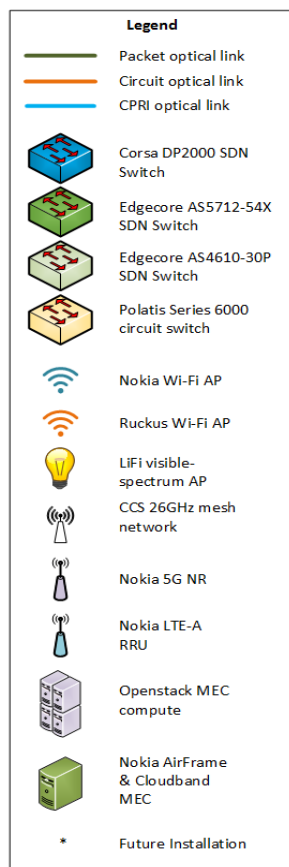 Legend
Packet optical link
Circuit optical link
CPRI optical link
Corsa DP2000 SDN
Switch
Edgecore AS5712-54X
SDN Switch
Edgecore AS4610-30P
SDN Switch
Polatis Series 6000
circuit switch
Nokia Wi-Fi AP
Ruckus Wi-Fi AP
LiFi visible-
spectrum AP
CCS 26GHz mesh
network
Nokia 5G NR
Nokia LTE-A
RRU
Openstack MEC
compute
Nokia AirFrame
& Cloudband
MEC
* Future Installation